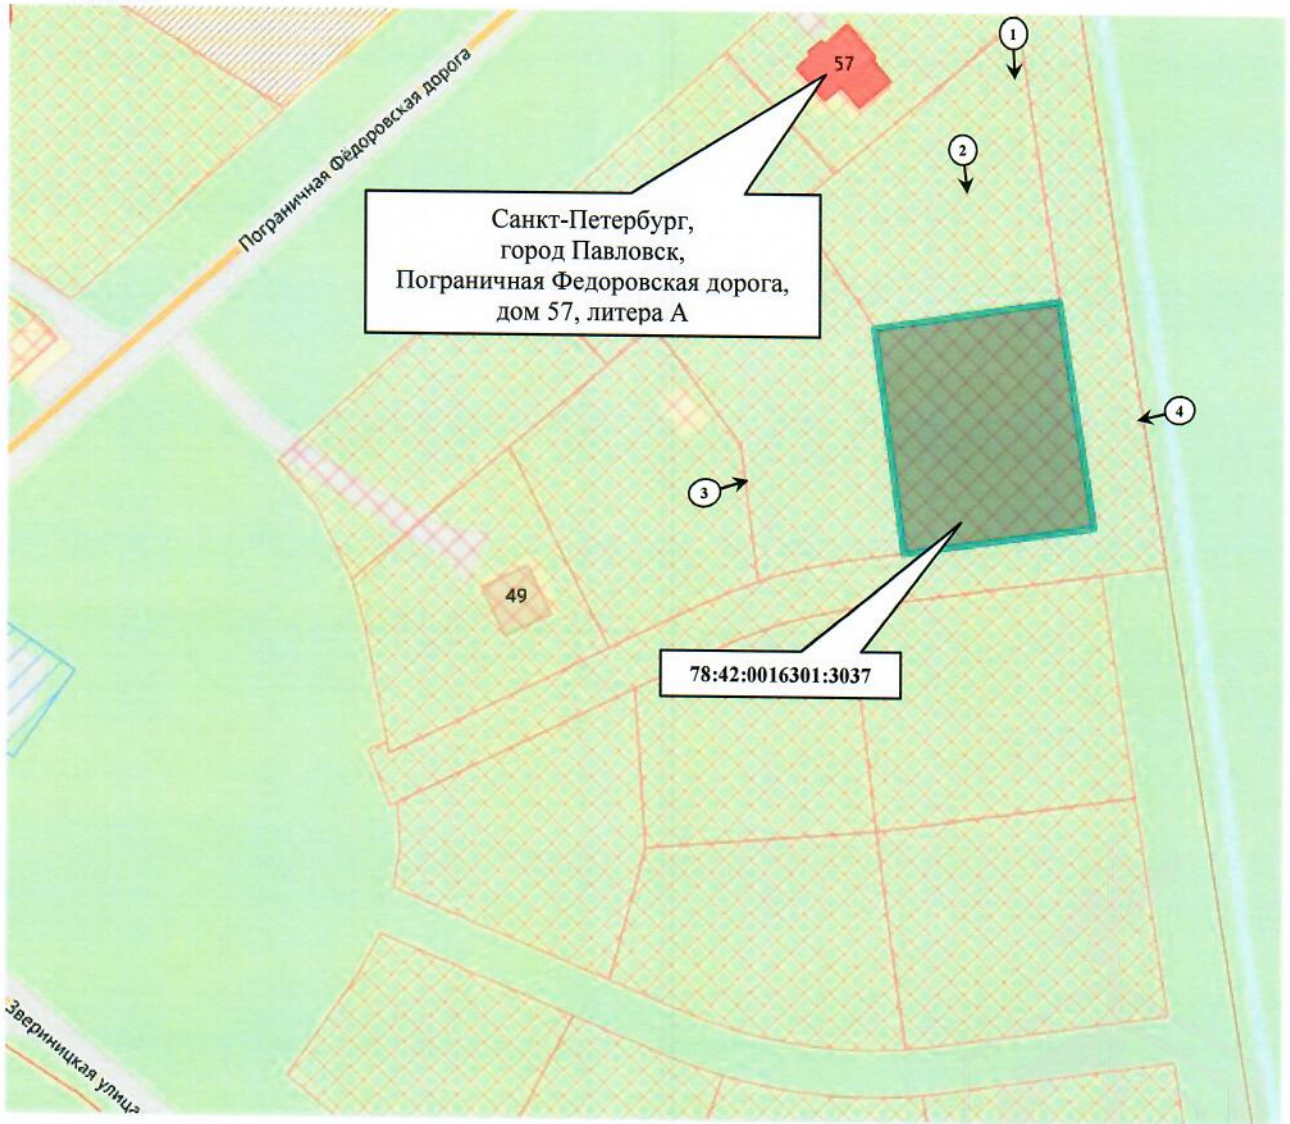 57
1
2
Пограничная Фёдоровская дорога
Санкт-Петербург,
город Павловск,
Пограничная Федоровская дорога,
дом 57, литера А
4
3
49
78:42:0016301:3037
Звериницкая улица